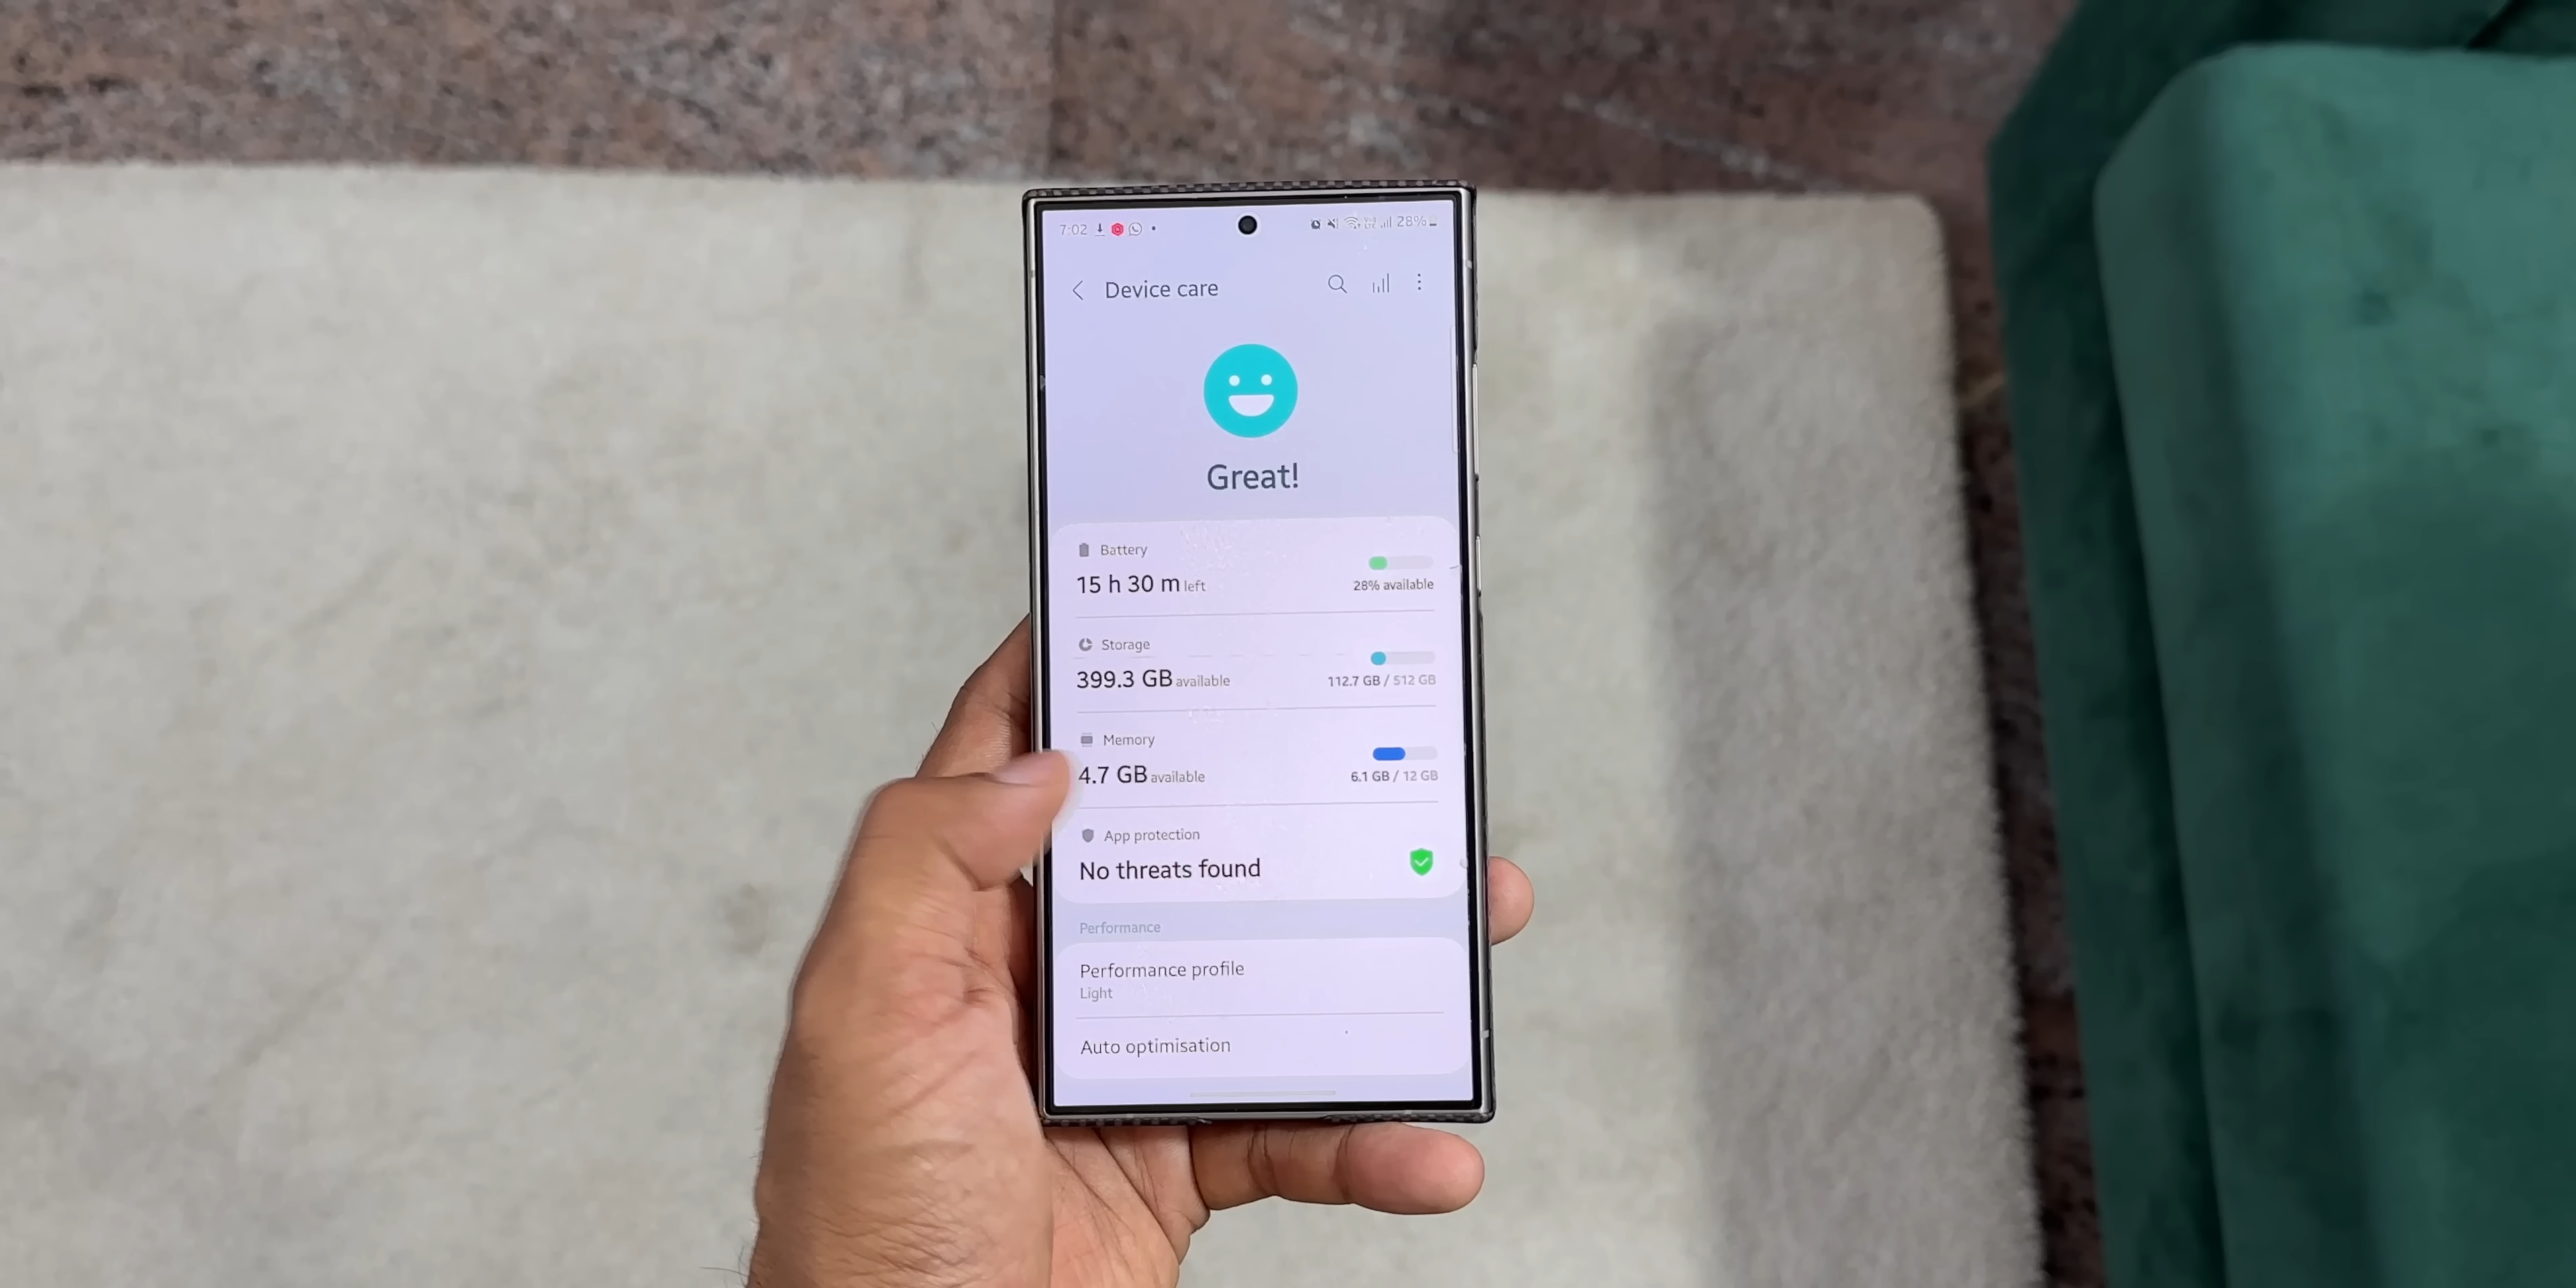 7:02 28%
Device care
Great!
Battery
15 h 30 m left
28% available
Storage
399.3 GB available
112.7 GB / 512 GB
Memory
4.7 GB available
6.1 GB / 12 GB
App protection
No threats found
Performance
Performance profile
Light
Auto optimisation